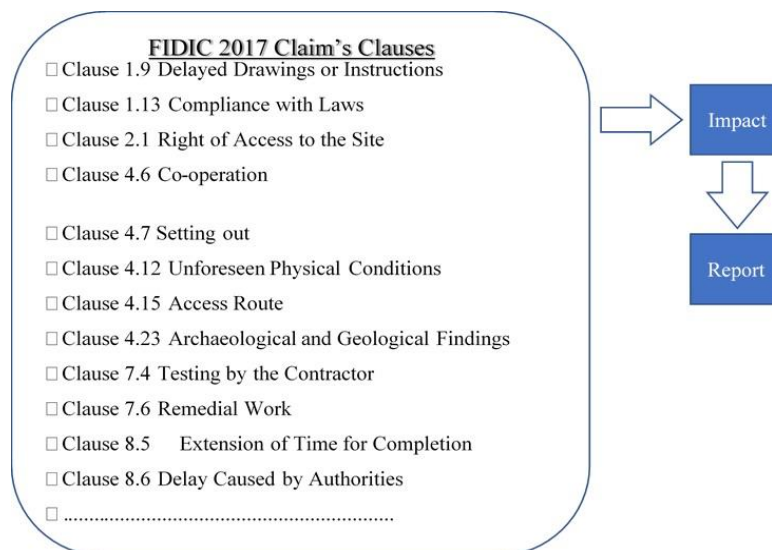 FIDIC 2017 Claim's Clauses
☐ Clause 1.9 Delayed Drawings or Instructions
☐ Clause 1.13 Compliance with Laws
☐ Clause 2.1 Right of Access to the Site
☐ Clause 4.6 Co-operation
☐ Clause 4.7 Setting out
☐ Clause 4.12 Unforeseen Physical Conditions
☐ Clause 4.15 Access Route
☐ Clause 4.23 Archaeological and Geological Findings
☐ Clause 7.4 Testing by the Contractor
☐ Clause 7.6 Remedial Work
☐ Clause 8.5 Extension of Time for Completion
☐ Clause 8.6 Delay Caused by Authorities
☐ ..............................................................
Impact
Report